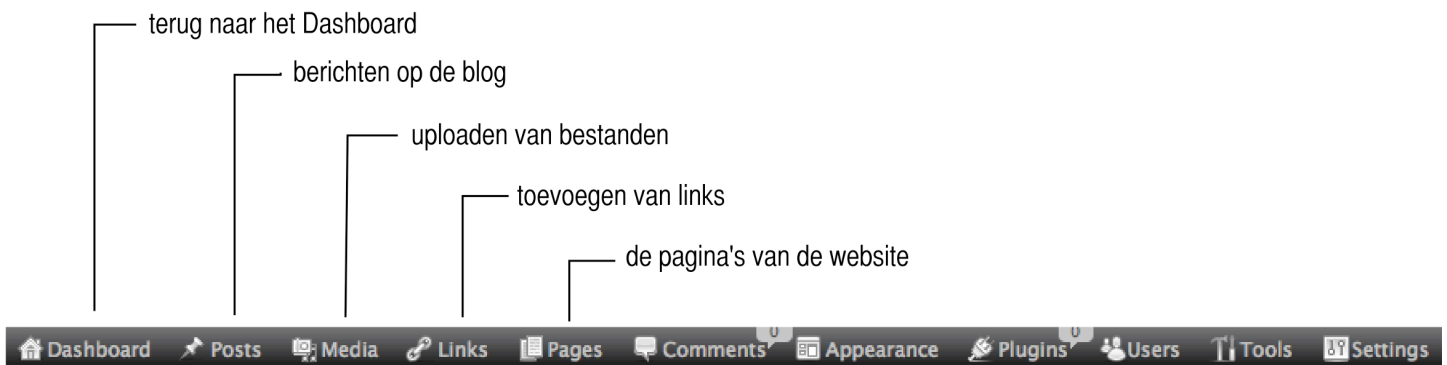 terug naar het Dashboard
berichten op de blog
uploaden van bestanden
toevoegen van links
de pagina's van de website
Dashboard Posts Media Links Pages Comments 0 Appearance Plugins 0 Users Tools Settings